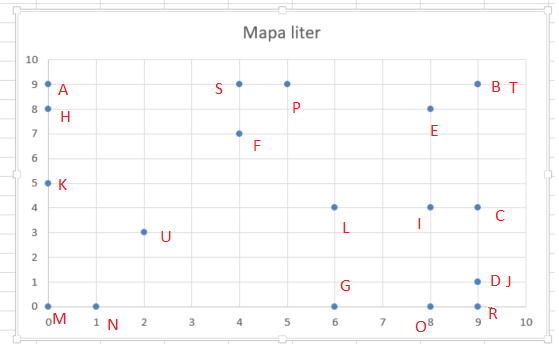 Mapa liter
10
9 A S P B T
8 H E
7 F
6
5 K
4 L I C
3 U
2
1 D J
0 M N G O R
0 1 2 3 4 5 6 7 8 9 10